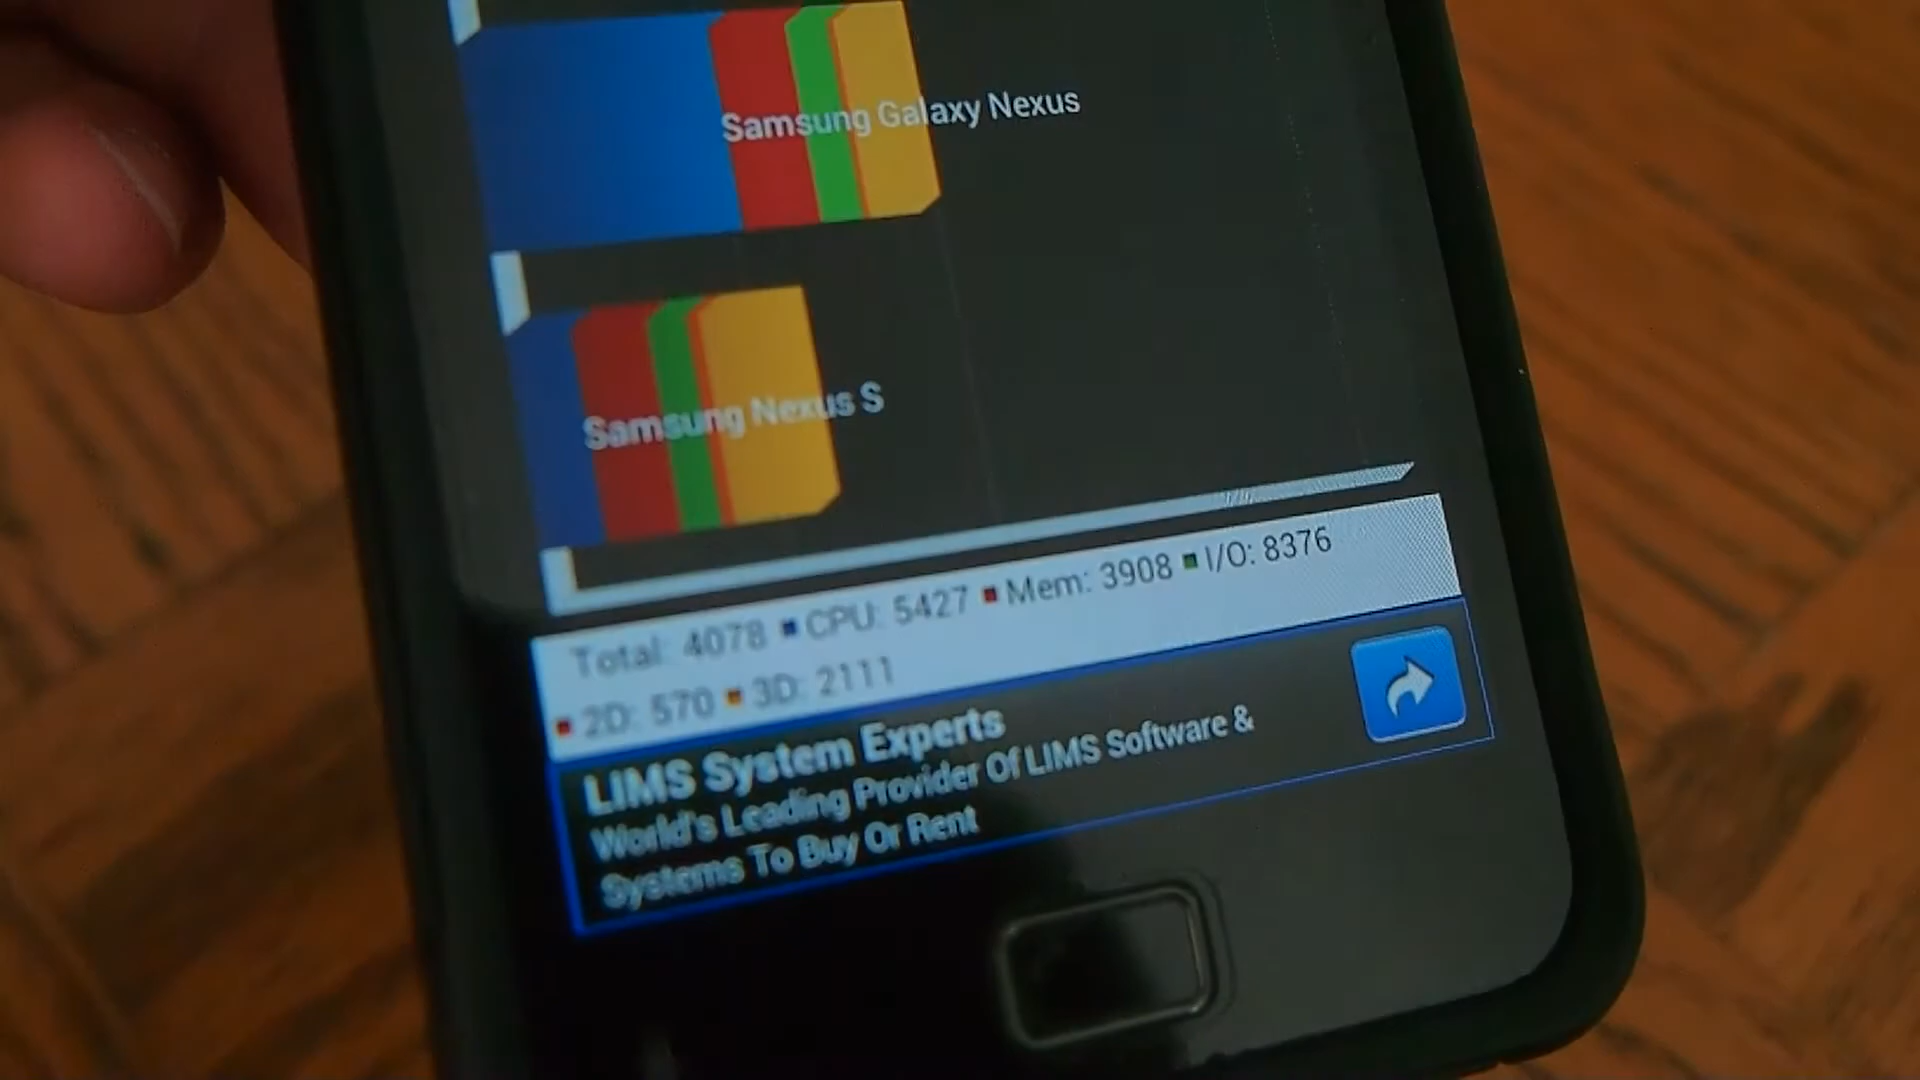 Samsung Galaxy Nexus
Samsung Nexus S
Total: 4078 CPU: 5427 Mem: 3908 I/O: 8376
2D: 570 3D: 2111
LIMS System Experts
World's Leading Provider Of LIMS Software &
Systems To Buy Or Rent